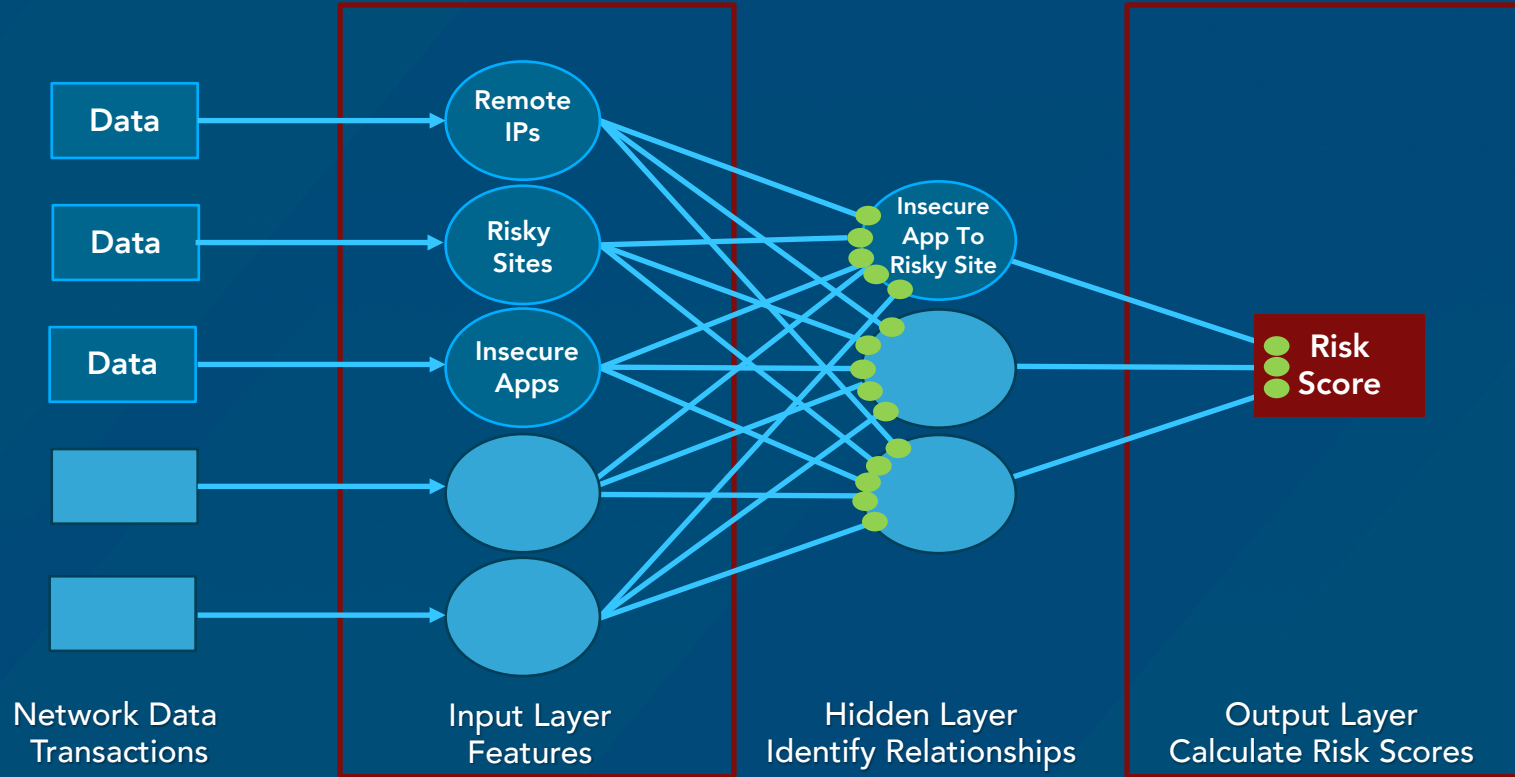 Data
Remote
IPs
Data
Risky
Sites
Insecure
App To
Risky Site
Data
Insecure
Apps
Risk
Score
Network Data
Transactions
Input Layer
Features
Hidden Layer
Identify Relationships
Output Layer
Calculate Risk Scores